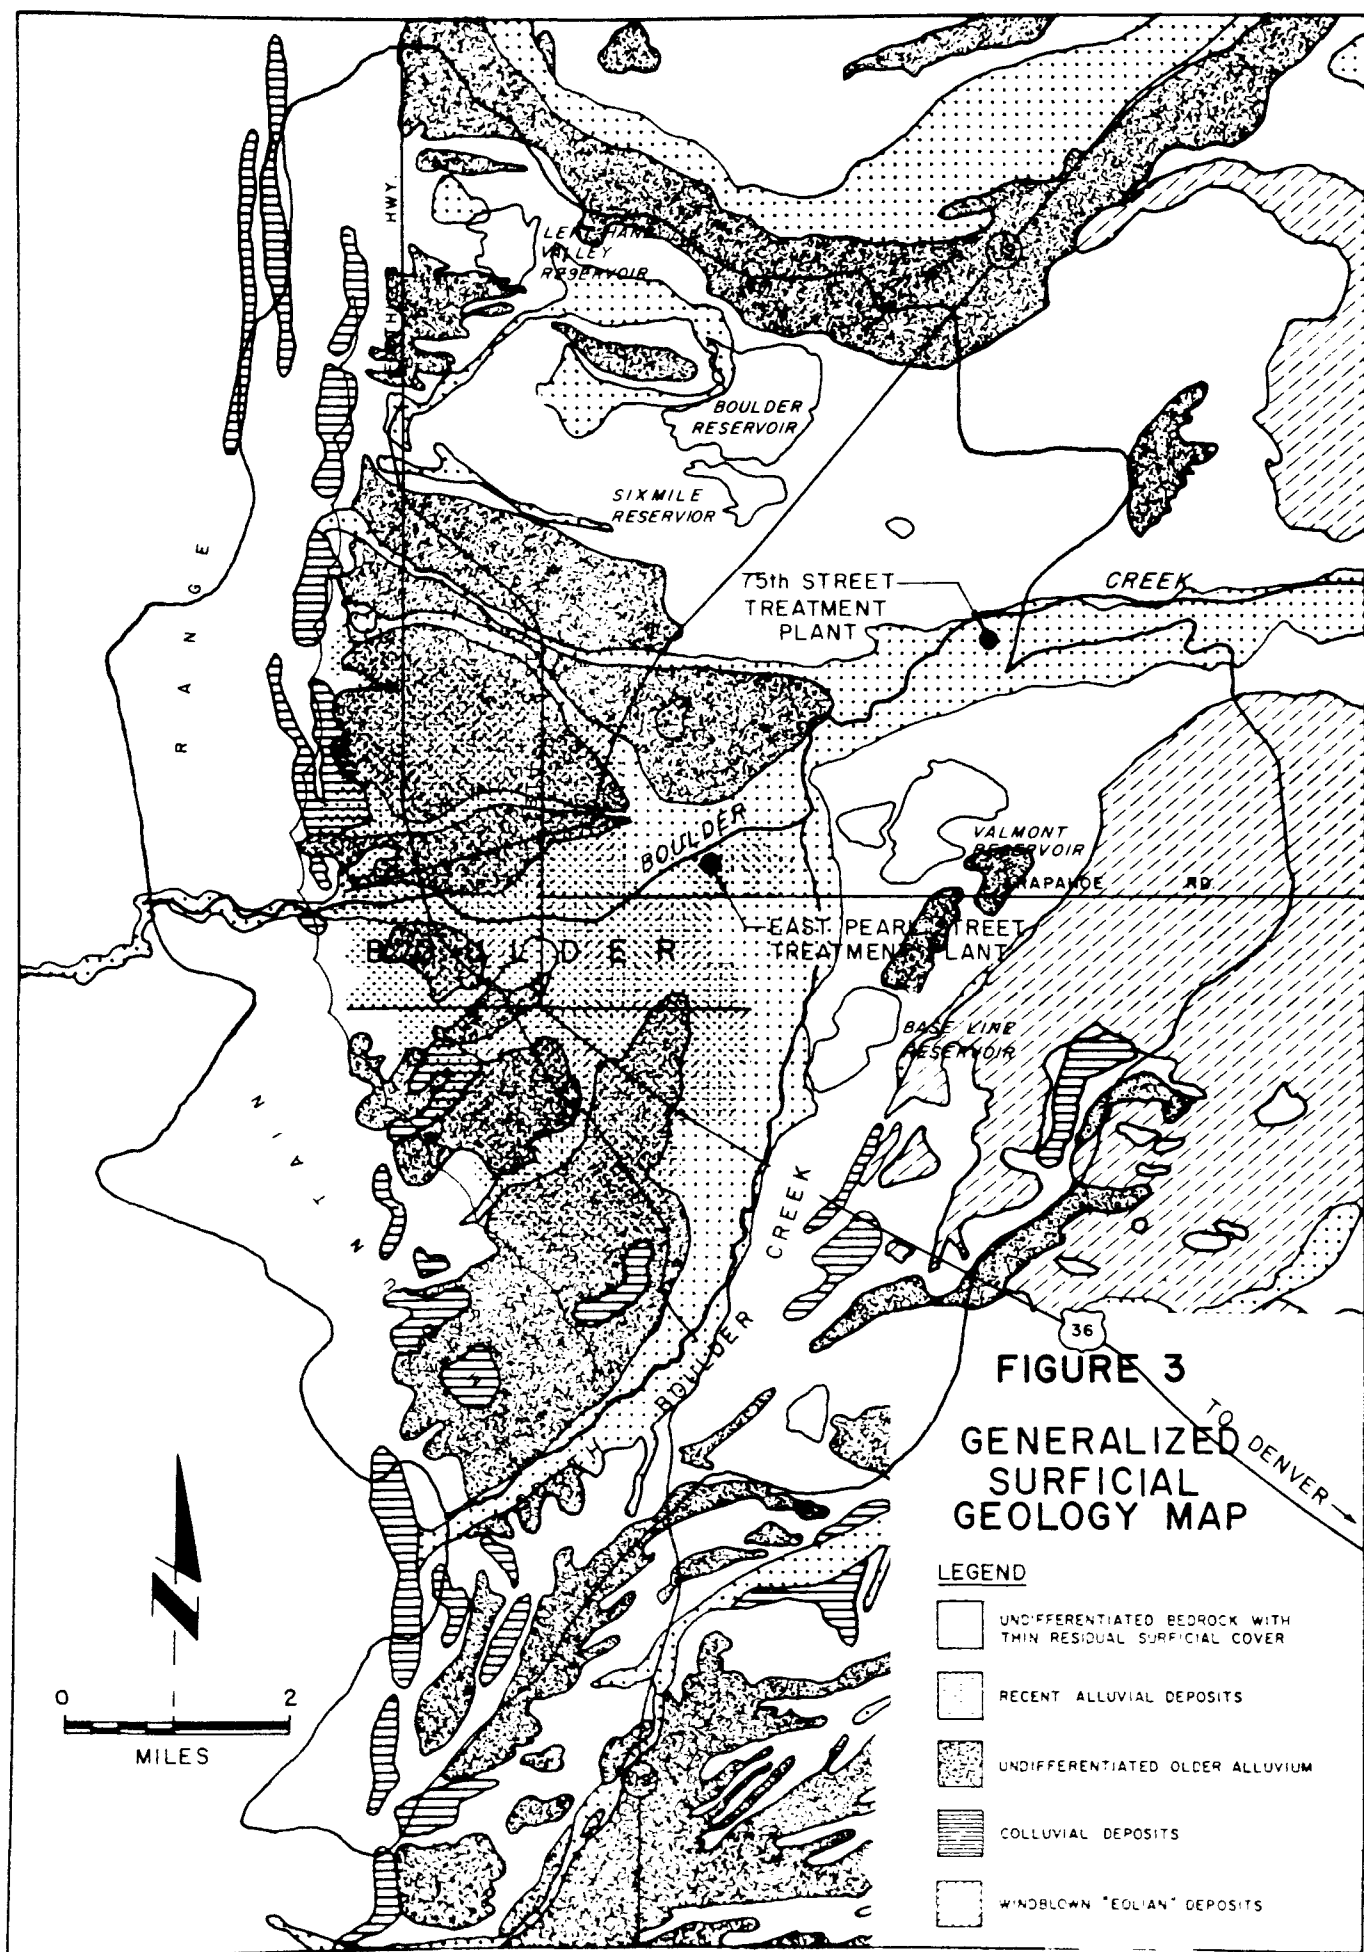 HWY
LEFT HAND
VALLEY
RESERVOIR
BOULDER
RESERVOIR
SIXMILE
RESERVIOR
RANGE
75th STREET
TREATMENT
PLANT
CREEK
BOULDER
VALMONT
RESERVOIR
ARAPAHOE RD
EAST PEARL STREET
TREATMENT PLANT
BOULDER
BASE LINE
RESERVOIR
CREEK
BOULDER
36
TO DENVER
FIGURE 3
GENERALIZED
SURFICIAL
GEOLOGY MAP
LEGEND
UNDIFFERENTIATED BEDROCK WITH
THIN RESIDUAL SURFICIAL COVER
RECENT ALLUVIAL DEPOSITS
UNDIFFERENTIATED OLDER ALLUVIUM
COLLUVIAL DEPOSITS
WINDBLOWN "EOLIAN" DEPOSITS
N
0 1 2
MILES